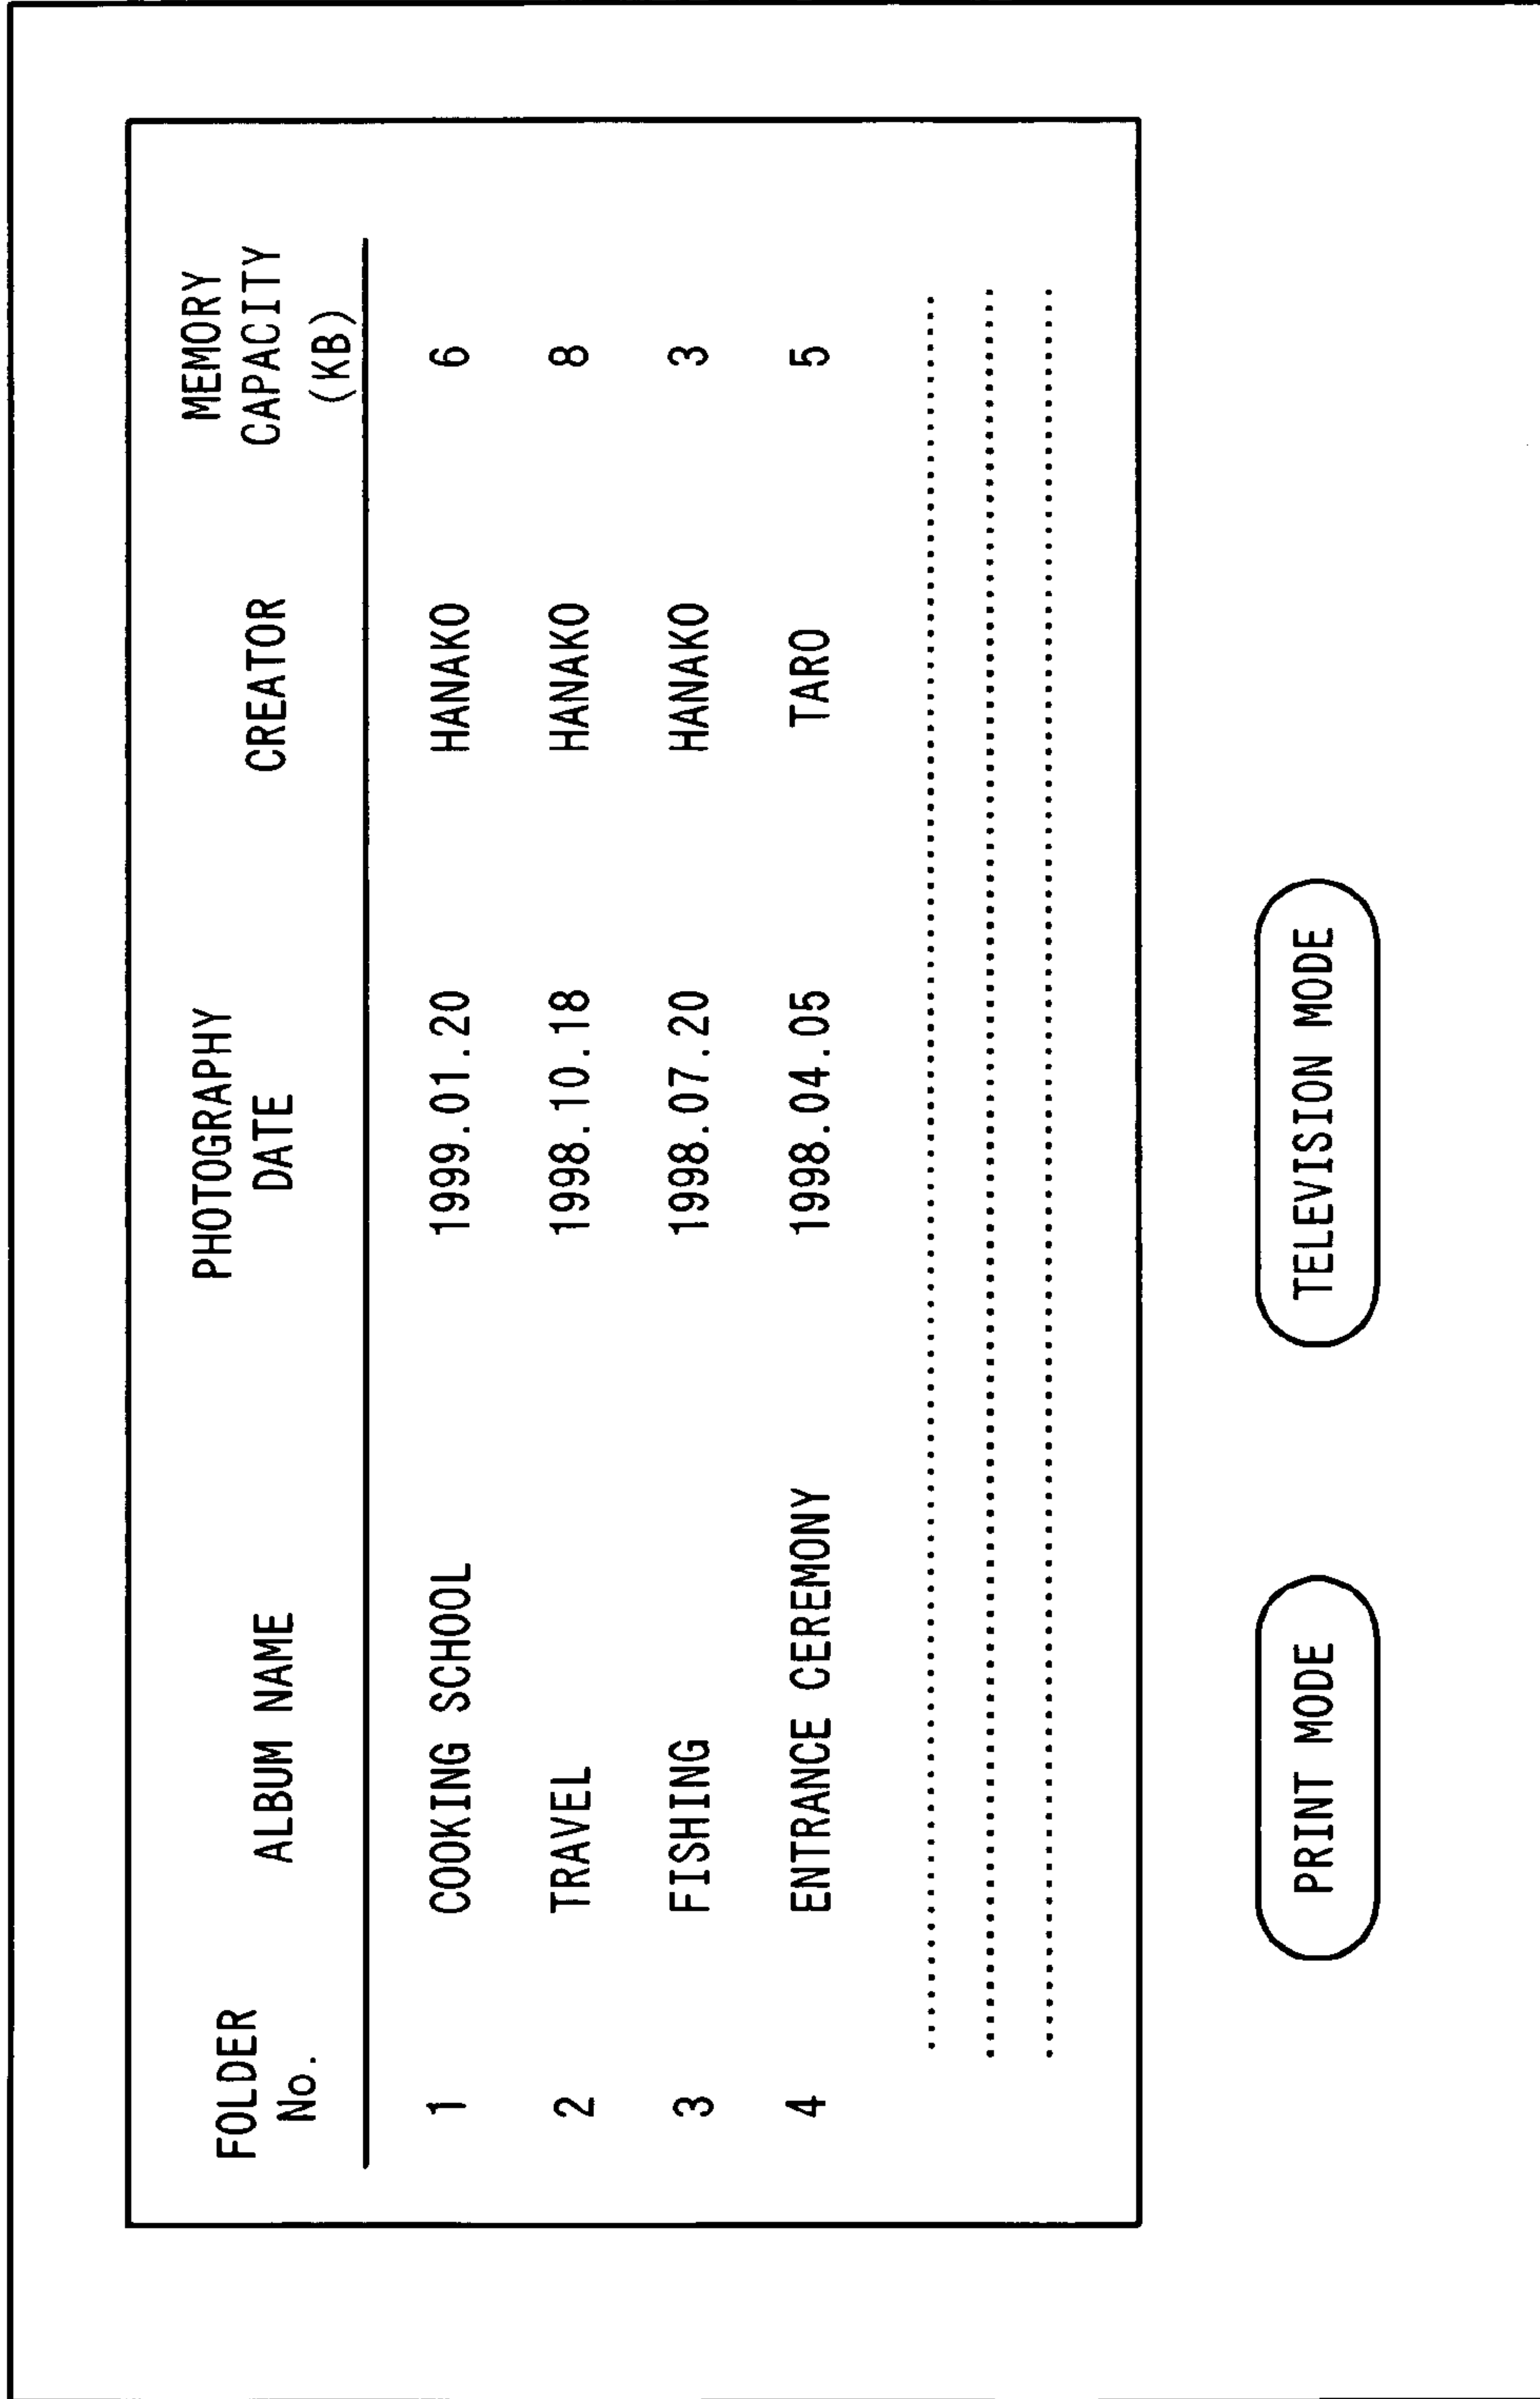 FOLDER No. ALBUM NAME PHOTOGRAPHY DATE CREATOR MEMORY CAPACITY (KB)
1 COOKING SCHOOL 1999.01.20 HANAKO 6
2 TRAVEL 1998.10.18 HANAKO 8
3 FISHING 1998.07.20 HANAKO 3
4 ENTRANCE CEREMONY 1998.04.05 TARO 5
PRINT MODE TELEVISION MODE